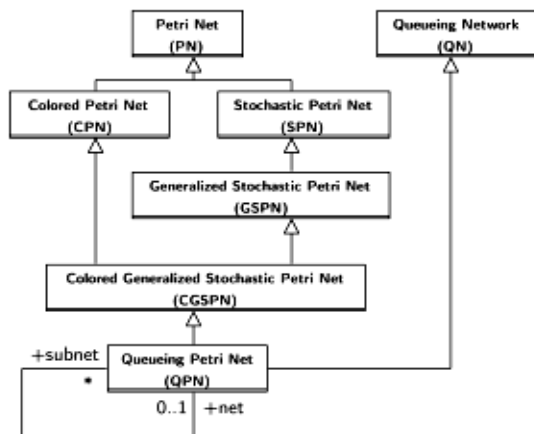 Petri Net
(PN)
Queueing Network
(QN)
Colored Petri Net
(CPN)
Stochastic Petri Net
(SPN)
Generalized Stochastic Petri Net
(GSPN)
Colored Generalized Stochastic Petri Net
(CGSPN)
+subnet
*
Queueing Petri Net
(QPN)
0..1 +net